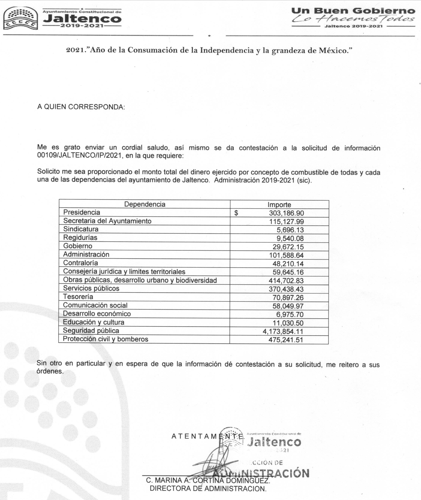 Ayuntamiento Constitucional de
Jaltenco
2019-2021
Un Buen Gobierno
Lo Hacemos Todos
Jaltenco 2019-2021
2021."Año de la Consumación de la Independencia y la grandeza de México."
A QUIEN CORRESPONDA:
Me es grato enviar un cordial saludo, así mismo se da contestación a la solicitud de información
00109/JALTENCO/IP/2021, en la que requiere:
Solicito me sea proporcionado el monto total del dinero ejercido por concepto de combustible de todas y cada
una de las dependencias del ayuntamiento de Jaltenco. Administración 2019-2021 (sic).
Dependencia Importe
Presidencia $ 303,186.90
Secretaria del Ayuntamiento 115,127.99
Sindicatura 5,696.13
Regidurías 9,540.08
Gobierno 29,672.15
Administración 101,588.64
Contraloría 48,210.14
Consejería jurídica y limites territoriales 59,645.16
Obras públicas, desarrollo urbano y biodiversidad 414,702.83
Servicios públicos 370,438.43
Tesorería 70,897.26
Comunicación social 58,049.97
Desarrollo económico 6,975.70
Educación y cultura 11,030.50
Seguridad pública 4,173,854.11
Protección civil y bomberos 475,241.51
Sin otro en particular y en espera de que la información dé contestación a su solicitud, me reitero a sus
órdenes.
ATENTAMENTE
Jaltenco
ADMINISTRACIÓN
C. MARINA A. CORTINA DOMINGUEZ.
DIRECTORA DE ADMINISTRACION.